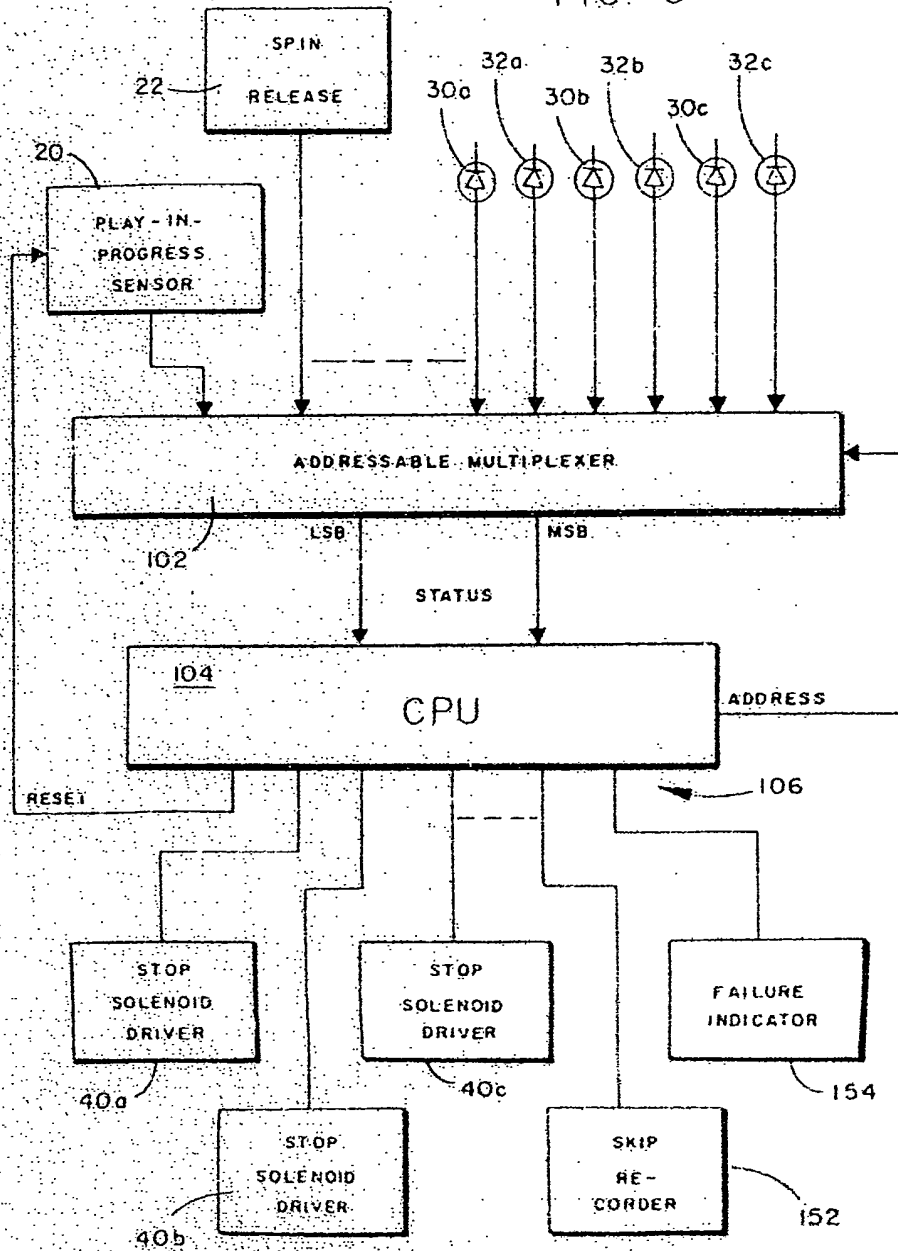 SPIN
RELEASE
22
32a
32b
32c
30a
30b
30c
20
PLAY-IN-
PROGRESS
SENSOR
ADDRESSABLE MULTIPLEXER
102
LSB
MSB
STATUS
104
CPU
ADDRESS
RESET
106
STOP
SOLENOID
DRIVER
STOP
SOLENOID
DRIVER
FAILURE
INDICATOR
40a
40c
154
STOP
SOLENOID
DRIVER
SKIP
RE-
CORDER
40b
152